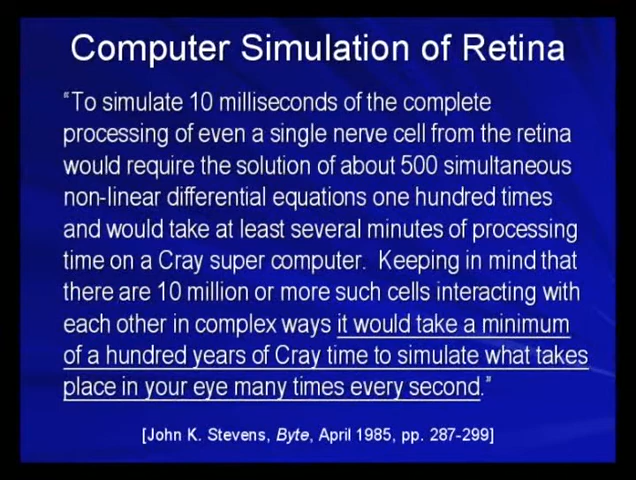 Computer Simulation of Retina
"To simulate 10 milliseconds of the complete
processing of even a single nerve cell from the retina
would require the solution of about 500 simultaneous
non-linear differential equations one hundred times
and would take at least several minutes of processing
time on a Cray super computer.  Keeping in mind that
there are 10 million or more such cells interacting with
each other in complex ways it would take a minimum
of a hundred years of Cray time to simulate what takes
place in your eye many times every second."
[John K. Stevens, Byte, April 1985, pp. 287-299]